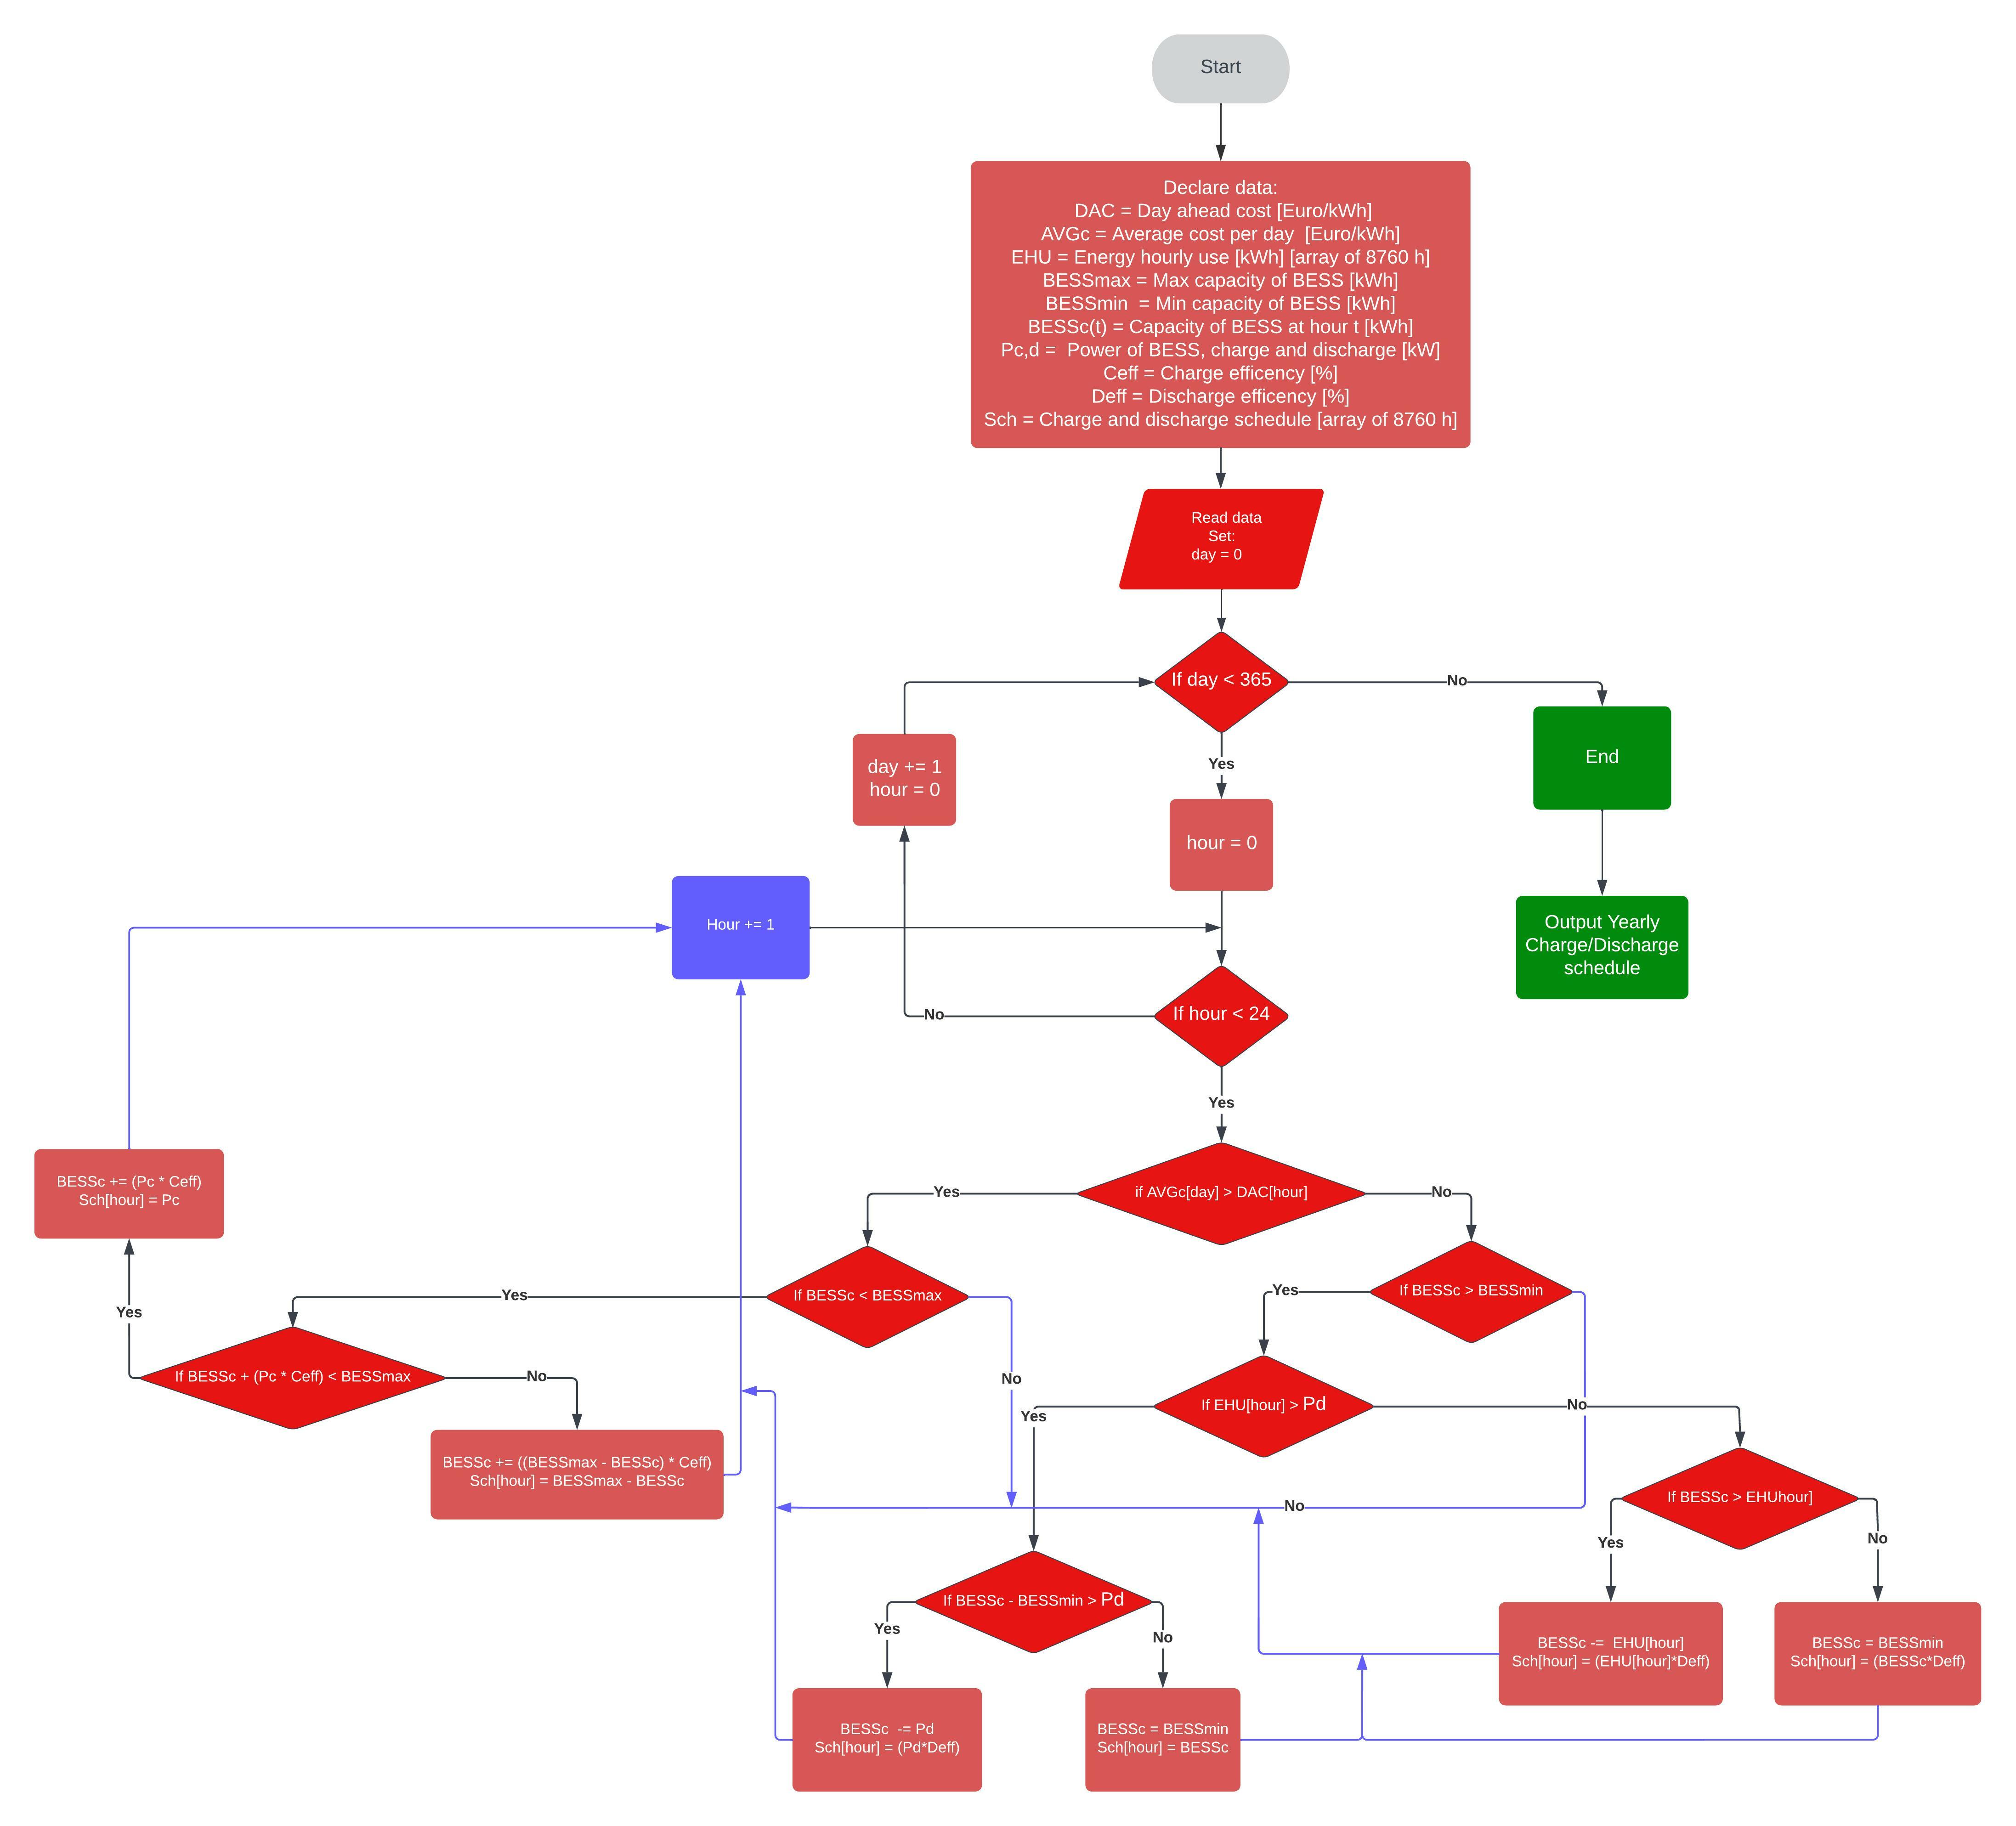 Start
Declare data:
DAC = Day ahead cost [Euro/kWh]
AVGc = Average cost per day  [Euro/kWh]
EHU = Energy hourly use [kWh] [array of 8760 h]
BESSmax = Max capacity of BESS [kWh]
BESSmin  = Min capacity of BESS [kWh]
BESSc(t) = Capacity of BESS at hour t [kWh]
Pc,d =  Power of BESS, charge and discharge [kW]
Ceff = Charge efficency [%]
Deff = Discharge efficency [%]
Sch = Charge and discharge schedule [array of 8760 h]
Read data
Set:
day = 0
If day < 365
No
Yes
End
day += 1
hour = 0
hour = 0
Hour += 1
Output Yearly
Charge/Discharge
schedule
If hour < 24
No
Yes
if AVGc[day] > DAC[hour]
Yes
No
BESSc += (Pc * Ceff)
Sch[hour] = Pc
If BESSc < BESSmax
Yes
No
If BESSc > BESSmin
Yes
No
Yes
If BESSc + (Pc * Ceff) < BESSmax
No
If EHU[hour] > Pd
Yes
No
BESSc += ((BESSmax - BESSc) * Ceff)
Sch[hour] = BESSmax - BESSc
If BESSc > EHUhour]
Yes
No
If BESSc - BESSmin > Pd
Yes
No
BESSc -=  EHU[hour]
Sch[hour] = (EHU[hour]*Deff)
BESSc = BESSmin
Sch[hour] = (BESSc*Deff)
BESSc  -= Pd
Sch[hour] = (Pd*Deff)
BESSc = BESSmin
Sch[hour] = BESSc